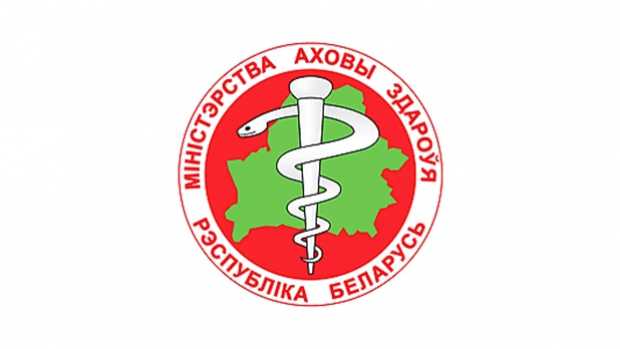 МІНІСТЭРСТВА АХОВЫ ЗДАРОЎЯ
РЭСПУБЛІКА БЕЛАРУСЬ